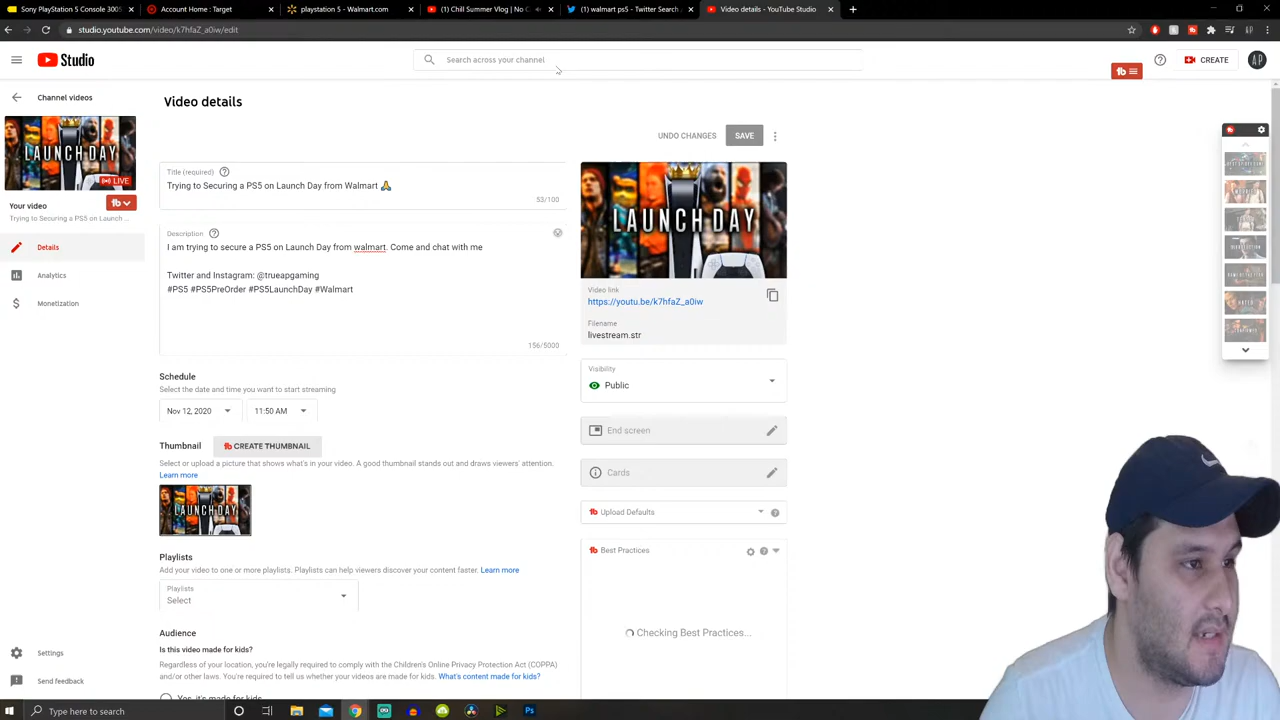 Sony PlayStation 5 Console 3005
Account Home : Target
playstation 5 - Walmart.com
(1) Chill Summer Vlog | No C
(1) walmart ps5 - Twitter Search
Video details - YouTube Studio
studio.youtube.com/video/k7hfaZ_a0iw/edit
Studio
Search across your channel
CREATE
AP
Channel videos
Video details
UNDO CHANGES
SAVE
LAUNCH DAY
LIVE
Your video
Trying to Securing a PS5 on Launch ...
Details
Analytics
Monetization
Settings
Send feedback
Title (required)
Trying to Securing a PS5 on Launch Day from Walmart 🙏
53/100
Description
I am trying to secure a PS5 on Launch Day from walmart. Come and chat with me
Twitter and Instagram: @trueapgaming
#PS5 #PS5PreOrder #PS5LaunchDay #Walmart
156/5000
Schedule
Select the date and time you want to start streaming
Nov 12, 2020
11:50 AM
Thumbnail
CREATE THUMBNAIL
Select or upload a picture that shows what's in your video. A good thumbnail stands out and draws viewers' attention.
Learn more
LAUNCH DAY
Playlists
Add your video to one or more playlists. Playlists can help viewers discover your content faster. Learn more
Playlists
Select
Audience
Is this video made for kids?
Regardless of your location, you're legally required to comply with the Children's Online Privacy Protection Act (COPPA)
and/or other laws. You're required to tell us whether your videos are made for kids. What's content made for kids?
Yes, it's made for kids
LAUNCH DAY
Video link
https://youtu.be/k7hfaZ_a0iw
Filename
livestream.str
Visibility
Public
End screen
Cards
Upload Defaults
Best Practices
Checking Best Practices...
Type here to search